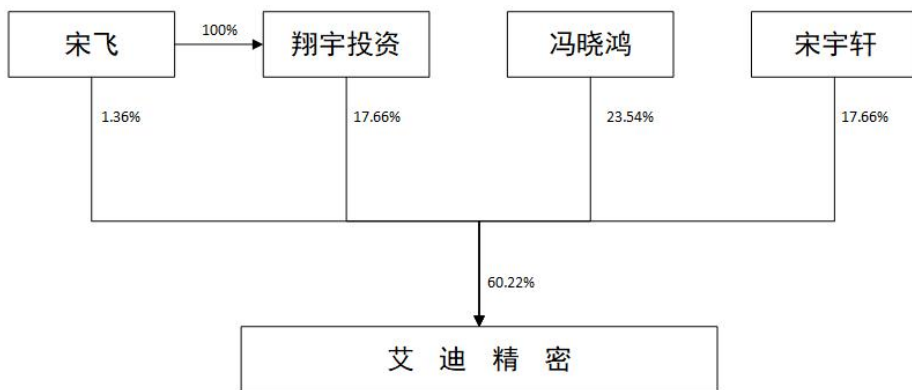 宋飞
100%
翔宇投资
冯晓鸿
宋宇轩
1.36%
17.66%
23.54%
17.66%
60.22%
艾 迪 精 密